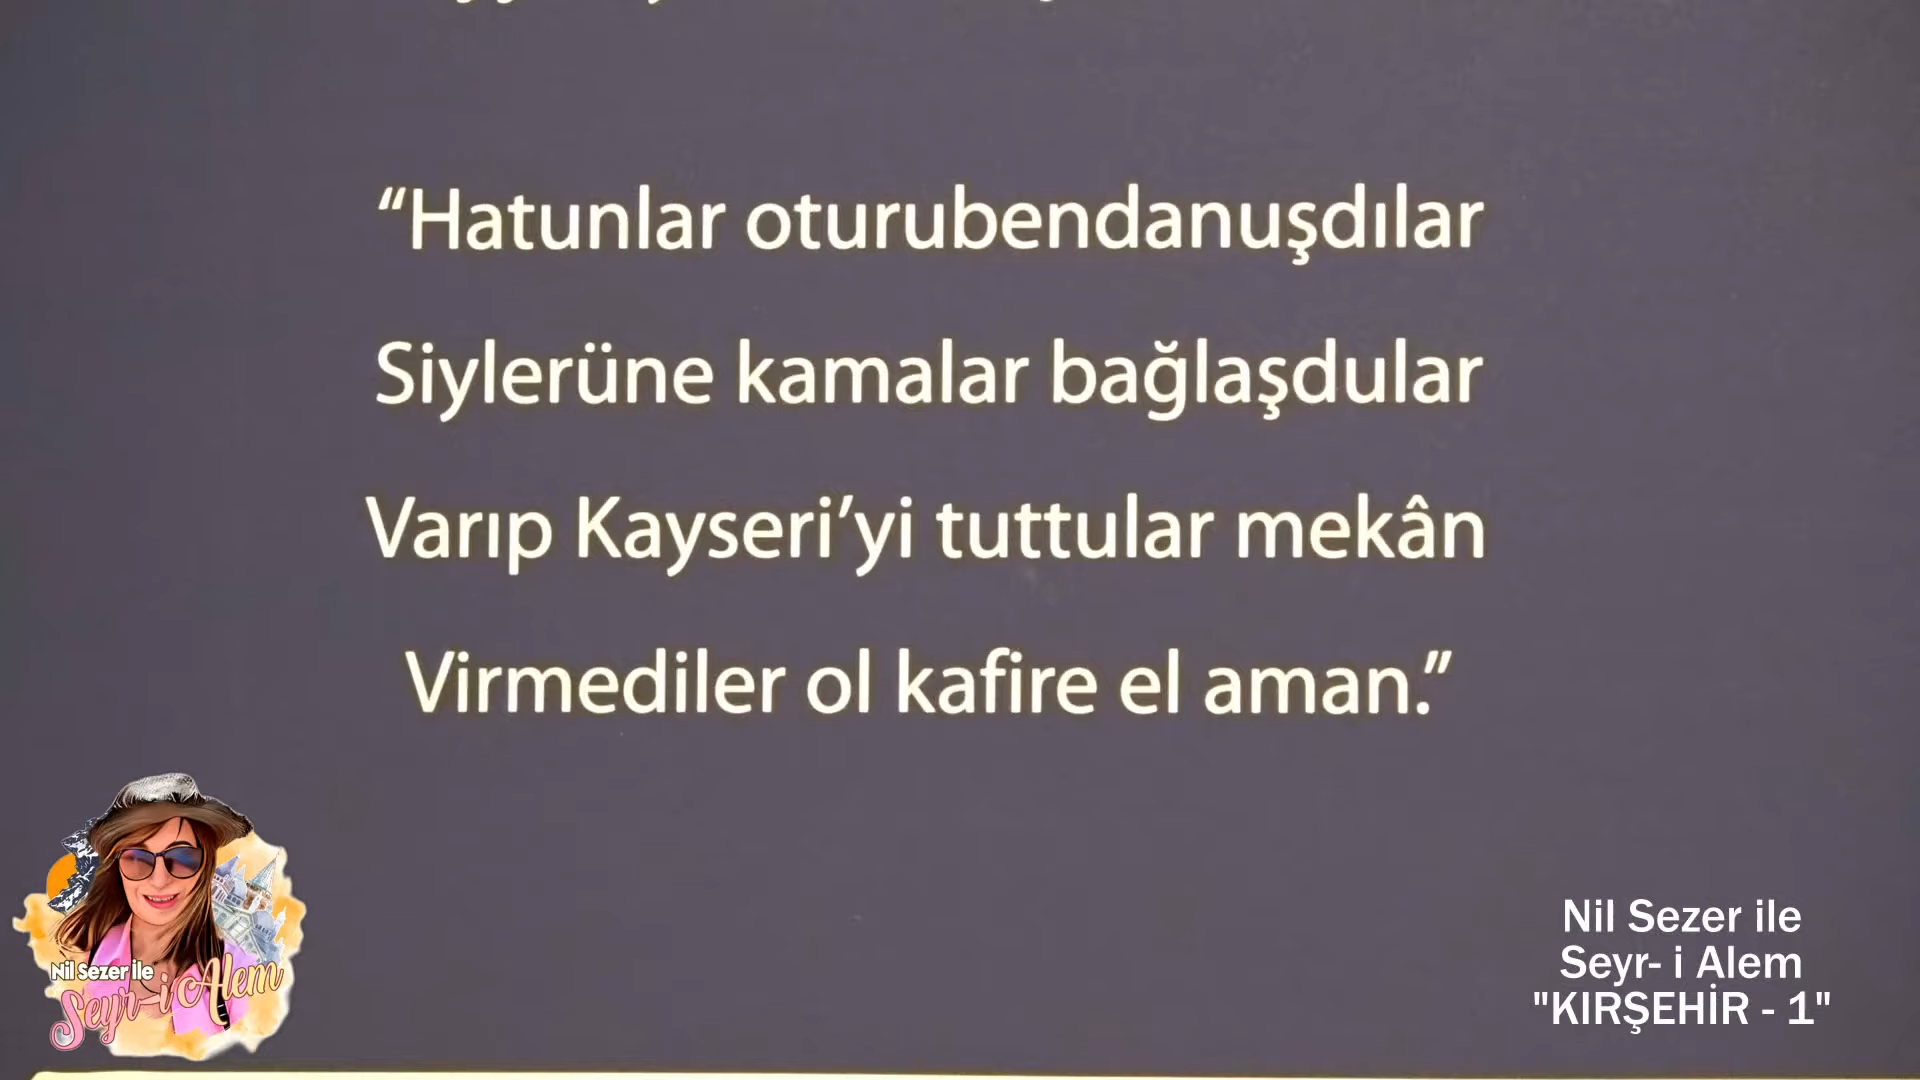 “Hatunlar oturubendanuşdılar
Siylerüne kamalar bağlaşdular
Varıp Kayseri’yi tuttular mekân
Virmediler ol kafire el aman.”
Nil Sezer ile
Seyr-i Alem
Nil Sezer ile
Seyr- i Alem
"KIRŞEHİR - 1"